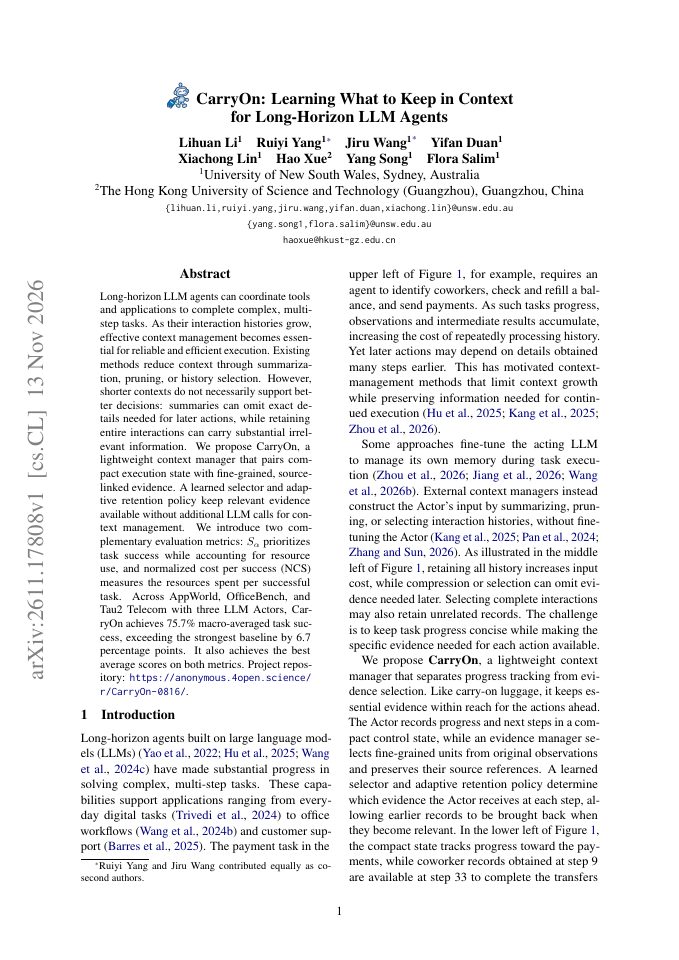 CarryOn: Learning What to Keep in Context
for Long-Horizon LLM Agents
Lihuan Li1 Ruiyi Yang1* Jiru Wang1* Yifan Duan1
Xiachong Lin1 Hao Xue2 Yang Song1 Flora Salim1
1University of New South Wales, Sydney, Australia
2The Hong Kong University of Science and Technology (Guangzhou), Guangzhou, China
{lihuan.li,ruiyi.yang,jiru.wang,yifan.duan,xiachong.lin}@unsw.edu.au
{yang.song1,flora.salim}@unsw.edu.au
haoxue@hkust-gz.edu.cn
arXiv:2611.17808v1 [cs.CL] 13 Nov 2026
Abstract
Long-horizon LLM agents can coordinate tools
and applications to complete complex, multi-
step tasks. As their interaction histories grow,
effective context management becomes essen-
tial for reliable and efficient execution. Existing
methods reduce context through summariza-
tion, pruning, or history selection. However,
shorter contexts do not necessarily support bet-
ter decisions: summaries can omit exact de-
tails needed for later actions, while retaining
entire interactions can carry substantial irrel-
evant information. We propose CarryOn, a
lightweight context manager that pairs com-
pact execution state with fine-grained, source-
linked evidence. A learned selector and adap-
tive retention policy keep relevant evidence
available without additional LLM calls for con-
text management. We introduce two com-
plementary evaluation metrics: Sα prioritizes
task success while accounting for resource
use, and normalized cost per success (NCS)
measures the resources spent per successful
task. Across AppWorld, OfficeBench, and
Tau2 Telecom with three LLM Actors, Car-
ryOn achieves 75.7% macro-averaged task suc-
cess, exceeding the strongest baseline by 6.7
percentage points. It also achieves the best
average scores on both metrics. Project repos-
itory: https://anonymous.4open.science/
r/CarryOn-0816/.
1 Introduction
Long-horizon agents built on large language mod-
els (LLMs) (Yao et al., 2022; Hu et al., 2025; Wang
et al., 2024c) have made substantial progress in
solving complex, multi-step tasks. These capa-
bilities support applications ranging from every-
day digital tasks (Trivedi et al., 2024) to office
workflows (Wang et al., 2024b) and customer sup-
port (Barres et al., 2025). The payment task in the
*Ruiyi Yang and Jiru Wang contributed equally as co-
second authors.
upper left of Figure 1, for example, requires an
agent to identify coworkers, check and refill a bal-
ance, and send payments. As such tasks progress,
observations and intermediate results accumulate,
increasing the cost of repeatedly processing history.
Yet later actions may depend on details obtained
many steps earlier. This has motivated context-
management methods that limit context growth
while preserving information needed for contin-
ued execution (Hu et al., 2025; Kang et al., 2025;
Zhou et al., 2026).
Some approaches fine-tune the acting LLM
to manage its own memory during task execu-
tion (Zhou et al., 2026; Jiang et al., 2026; Wang
et al., 2026b). External context managers instead
construct the Actor's input by summarizing, prun-
ing, or selecting interaction histories, without fine-
tuning the Actor (Kang et al., 2025; Pan et al., 2024;
Zhang and Sun, 2026). As illustrated in the middle
left of Figure 1, retaining all history increases input
cost, while compression or selection can omit evi-
dence needed later. Selecting complete interactions
may also retain unrelated records. The challenge
is to keep task progress concise while making the
specific evidence needed for each action available.
We propose CarryOn, a lightweight context
manager that separates progress tracking from evi-
dence selection. Like carry-on luggage, it keeps es-
sential evidence within reach for the actions ahead.
The Actor records progress and next steps in a com-
pact control state, while an evidence manager se-
lects fine-grained units from original observations
and preserves their source references. A learned
selector and adaptive retention policy determine
which evidence the Actor receives at each step, al-
lowing earlier records to be brought back when
they become relevant. In the lower left of Figure 1,
the compact state tracks progress toward the pay-
ments, while coworker records obtained at step 9
are available at step 33 to complete the transfers
1